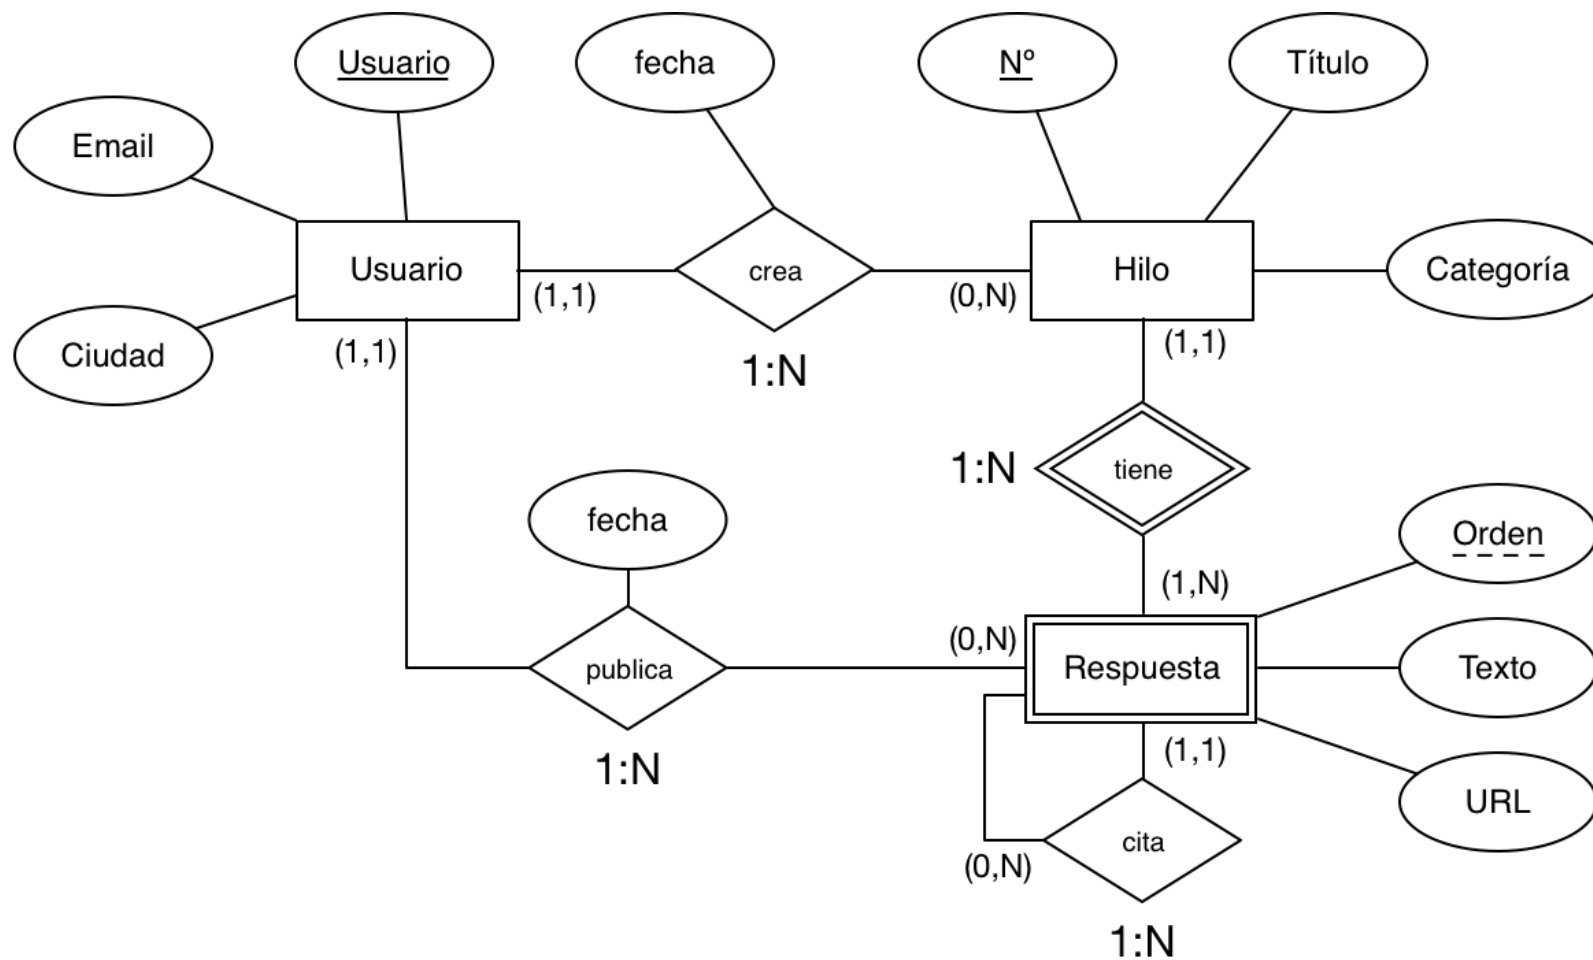 Usuario
fecha
Nº
Título
Email
Usuario
crea
Hilo
Categoría
(1,1)
(0,N)
Ciudad
(1,1)
1:N
(1,1)
1:N
tiene
fecha
Orden
(1,N)
(0,N)
publica
Respuesta
Texto
1:N
(1,1)
URL
cita
(0,N)
1:N